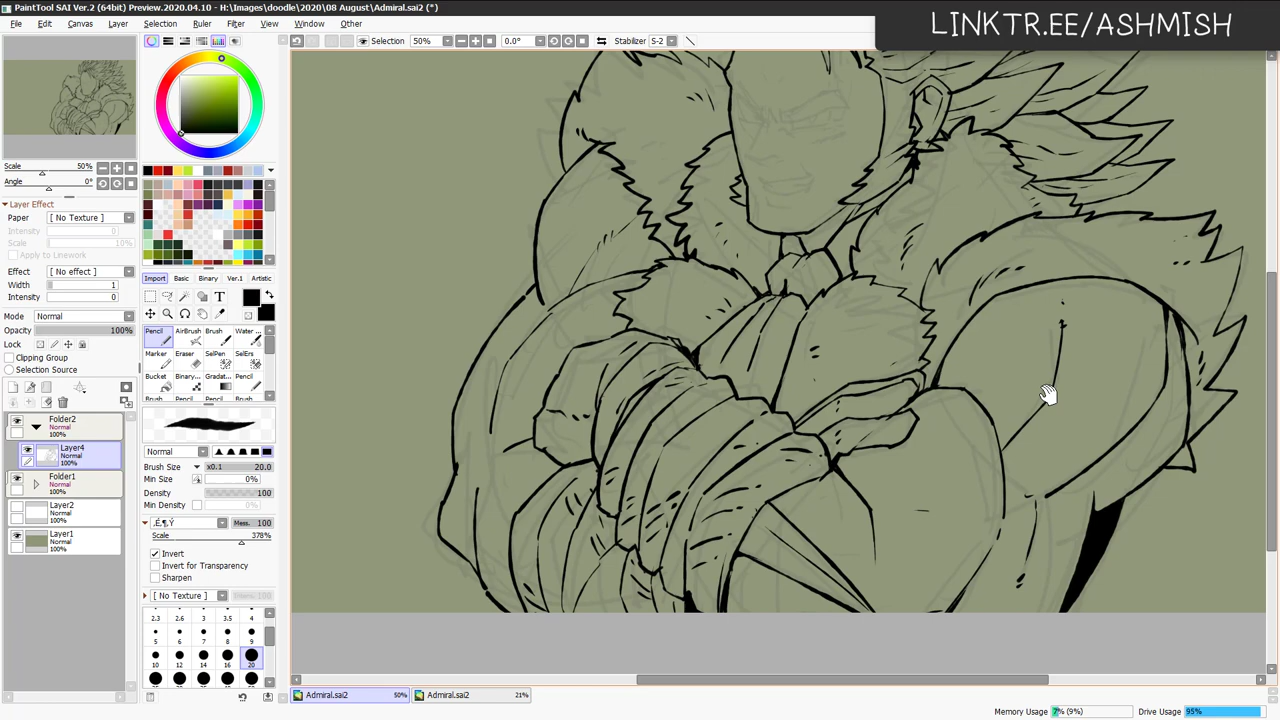 PaintTool SAI Ver.2 (64bit) Preview.2020.04.10 - H:\Images\doodle\2020\08 August\Admiral.sai2 (*)
LINKTR.EE/ASHMISH
File Edit Canvas Layer Selection Ruler Filter View Window Other
Selection 50% 0.0° Stabilizer S-2
Scale 50%
Angle 0°
Layer Effect
Paper [ No Texture ]
Intensity 0
Scale 10%
Apply to Linework
Effect [ No effect ]
Width 1
Intensity 0
Mode Normal
Opacity 100%
Clipping Group
Selection Source
Folder2
Normal
100%
Layer4
Normal
100%
Folder1
Normal
100%
Layer2
Normal
100%
Layer1
Normal
100%
Import Basic Binary Ver.1 Artistic
Pencil AirBrush Brush Water ...
Marker Eraser SelPen SelErs
Bucket Binary... Gradat... Pencil
Normal
Brush Size x0.1 20.0
Min Size 0%
Density 100
Min Density 0%
Mem. 100
Scale 378%
Invert
Invert for Transparency
Sharpen
[ No Texture ]
2.3 2.6 3 3.5 4
5 6 7 8 9
10 12 14 16 20
Admiral.sai2 50% Admiral.sai2 21%
Memory Usage 7% (9%) Drive Usage 95%